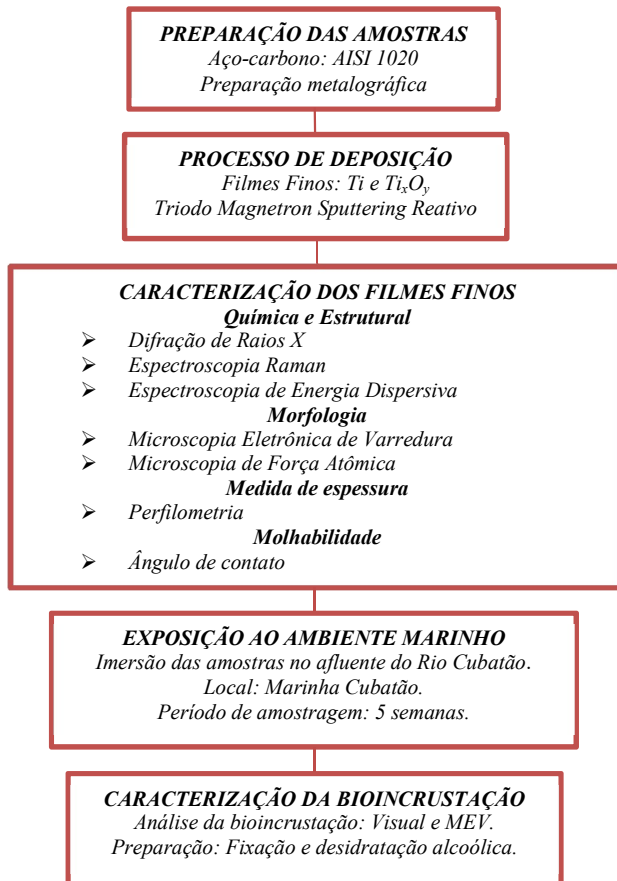 PREPARAÇÃO DAS AMOSTRAS
Aço-carbono: AISI 1020
Preparação metalográfica
PROCESSO DE DEPOSIÇÃO
Filmes Finos: Ti e TixOy
Triodo Magnetron Sputtering Reativo
CARACTERIZAÇÃO DOS FILMES FINOS
Química e Estrutural
➢ Difração de Raios X
➢ Espectroscopia Raman
➢ Espectroscopia de Energia Dispersiva
Morfologia
➢ Microscopia Eletrônica de Varredura
➢ Microscopia de Força Atômica
Medida de espessura
➢ Perfilometria
Molhabilidade
➢ Ângulo de contato
EXPOSIÇÃO AO AMBIENTE MARINHO
Imersão das amostras no afluente do Rio Cubatão.
Local: Marinha Cubatão.
Período de amostragem: 5 semanas.
CARACTERIZAÇÃO DA BIOINCRUSTAÇÃO
Análise da bioincrustação: Visual e MEV.
Preparação: Fixação e desidratação alcoólica.